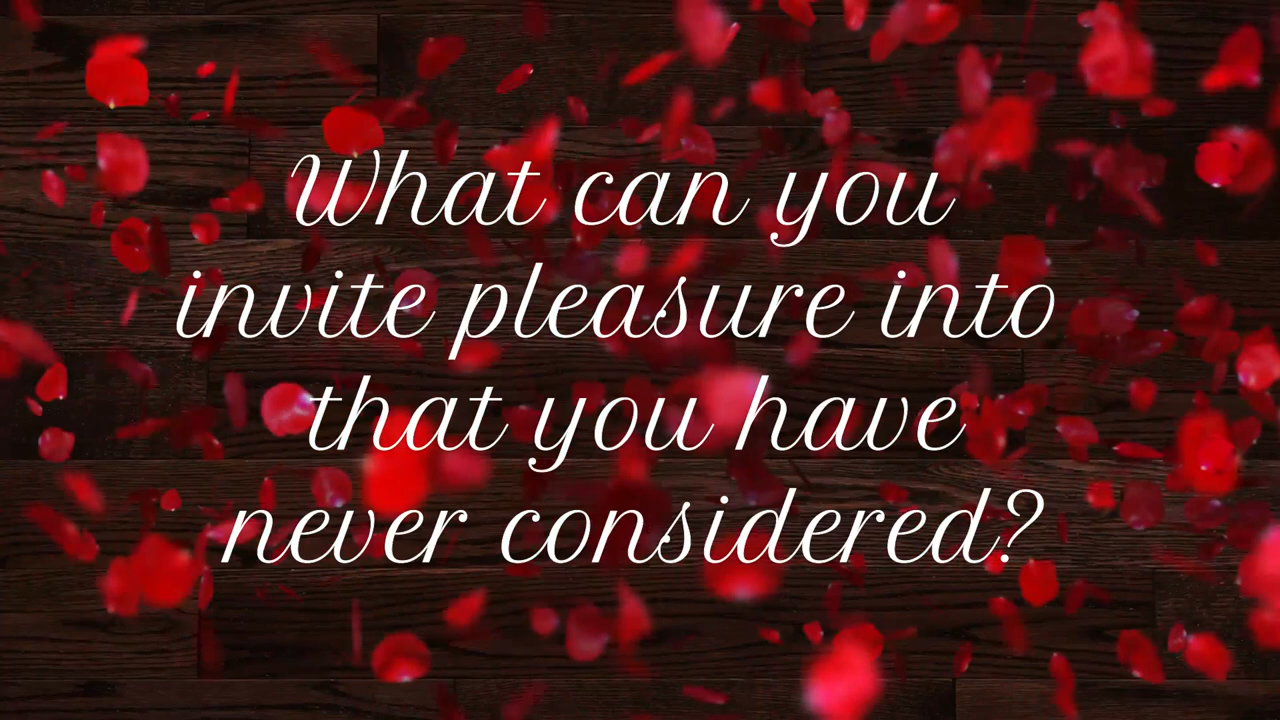 What can you
invite pleasure into
that you have
never considered?